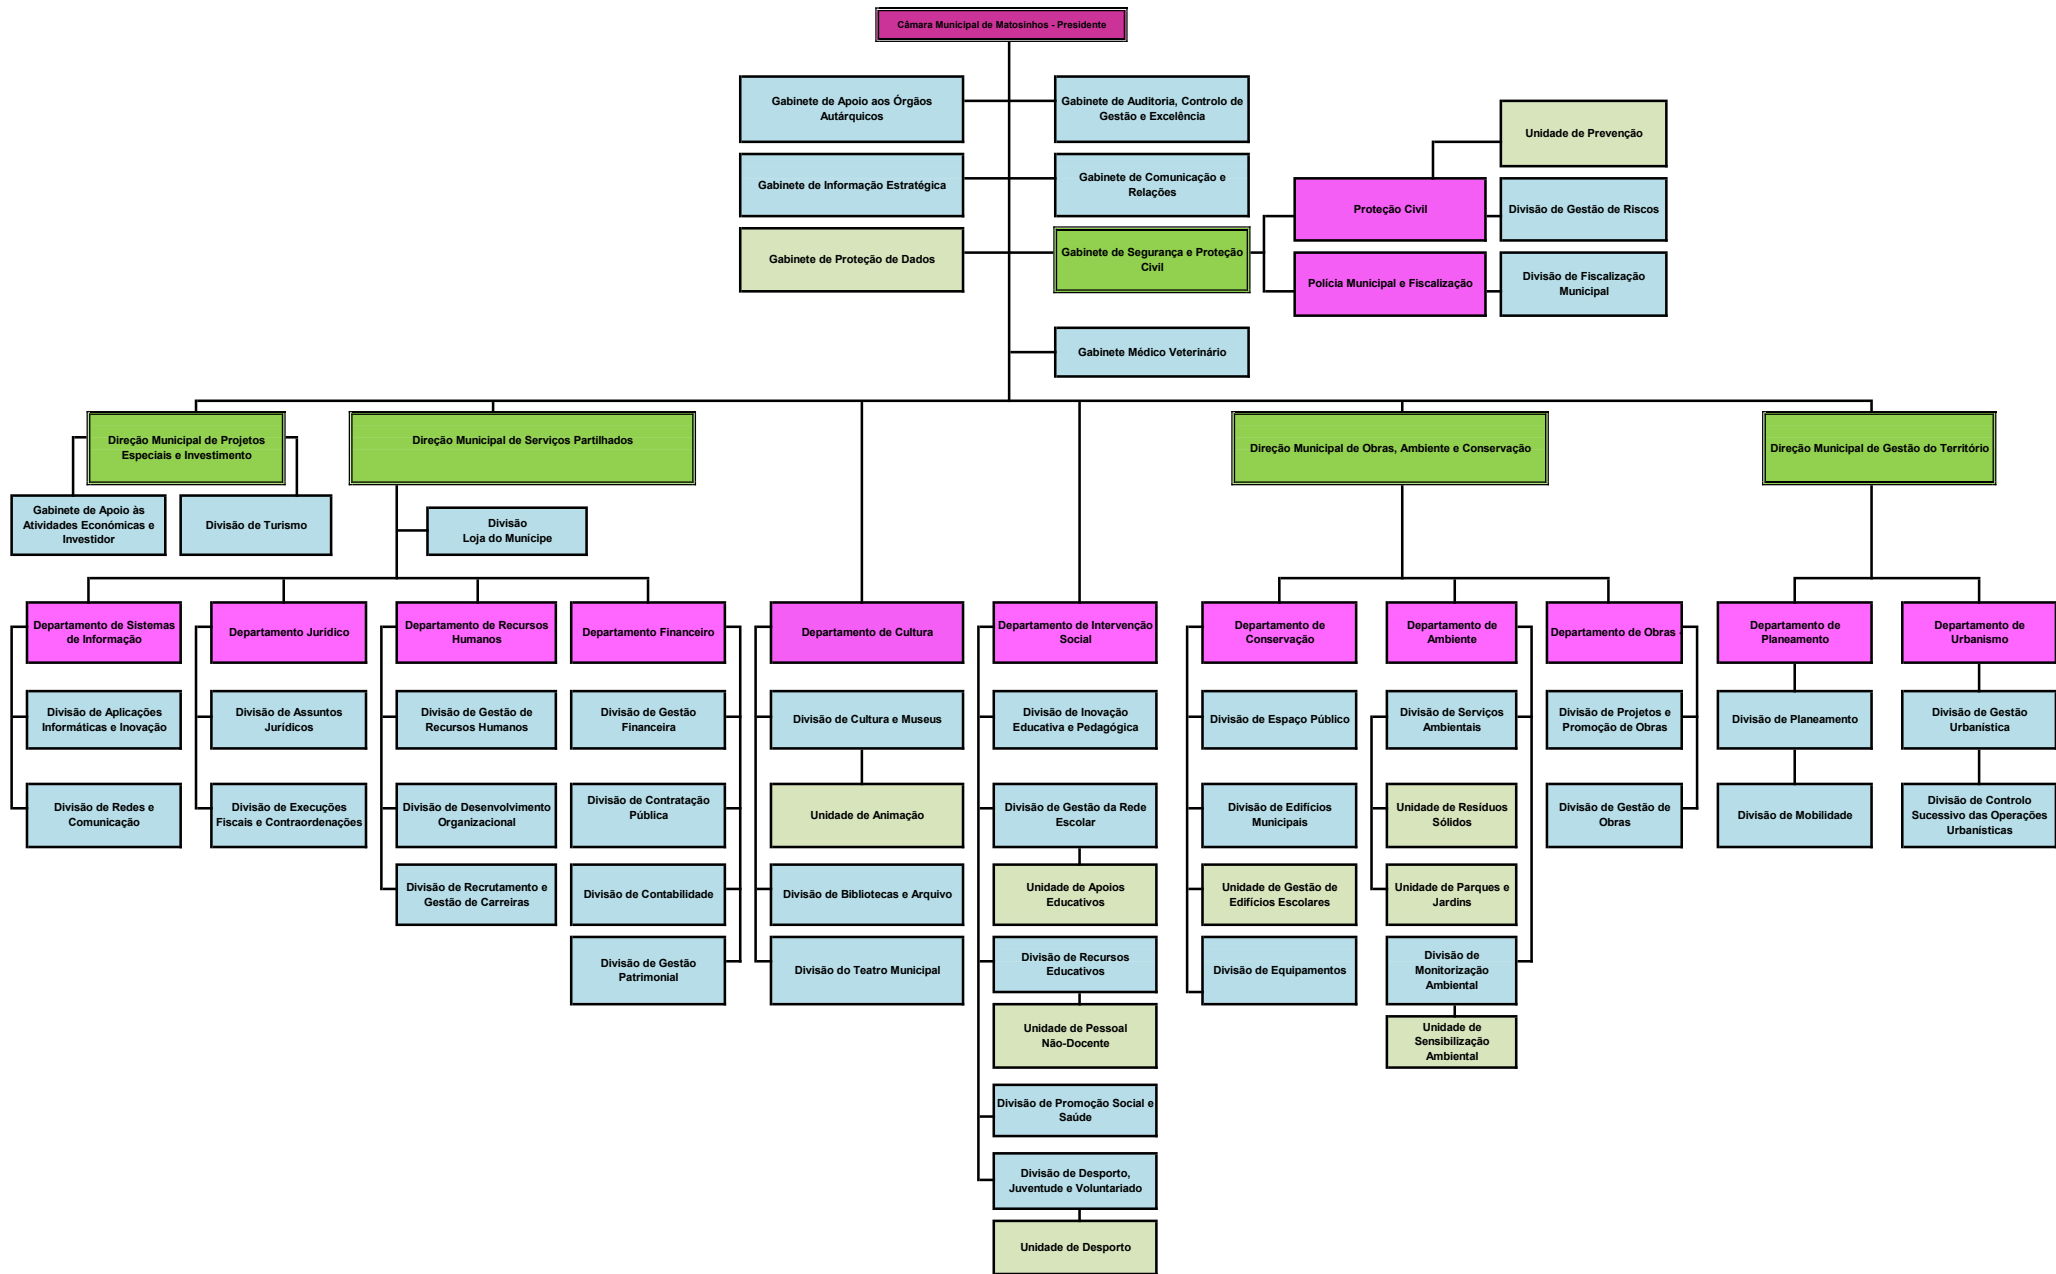 Câmara Municipal de Matosinhos - Presidente
Gabinete de Apoio aos Órgãos
Autárquicos
Gabinete de Auditoria, Controlo de
Gestão e Excelência
Unidade de Prevenção
Gabinete de Informação Estratégica
Gabinete de Comunicação e
Relações
Proteção Civil
Divisão de Gestão de Riscos
Gabinete de Proteção de Dados
Gabinete de Segurança e Proteção
Civil
Polícia Municipal e Fiscalização
Divisão de Fiscalização
Municipal
Gabinete Médico Veterinário
Direção Municipal de Projetos
Especiais e Investimento
Direção Municipal de Serviços Partilhados
Direção Municipal de Obras, Ambiente e Conservação
Direção Municipal de Gestão do Território
Gabinete de Apoio às
Atividades Económicas e
Investidor
Divisão de Turismo
Divisão
Loja do Munícipe
Departamento de Sistemas
de Informação
Departamento Jurídico
Departamento de Recursos
Humanos
Departamento Financeiro
Departamento de Cultura
Departamento de Intervenção
Social
Departamento de
Conservação
Departamento de
Ambiente
Departamento de Obras
Departamento de
Planeamento
Departamento de
Urbanismo
Divisão de Aplicações
Informáticas e Inovação
Divisão de Assuntos
Jurídicos
Divisão de Gestão de
Recursos Humanos
Divisão de Gestão
Financeira
Divisão de Cultura e Museus
Divisão de Inovação
Educativa e Pedagógica
Divisão de Espaço Público
Divisão de Serviços
Ambientais
Divisão de Projetos e
Promoção de Obras
Divisão de Planeamento
Divisão de Gestão
Urbanística
Divisão de Redes e
Comunicação
Divisão de Execuções
Fiscais e Contraordenações
Divisão de Desenvolvimento
Organizacional
Divisão de Contratação
Pública
Unidade de Animação
Divisão de Gestão da Rede
Escolar
Divisão de Edifícios
Municipais
Unidade de Resíduos
Sólidos
Divisão de Gestão de
Obras
Divisão de Mobilidade
Divisão de Controlo
Sucessivo das Operações
Urbanísticas
Divisão de Recrutamento e
Gestão de Carreiras
Divisão de Contabilidade
Divisão de Bibliotecas e Arquivo
Unidade de Apoios
Educativos
Unidade de Gestão de
Edifícios Escolares
Unidade de Parques e
Jardins
Divisão de Gestão
Patrimonial
Divisão do Teatro Municipal
Divisão de Recursos
Educativos
Divisão de Equipamentos
Divisão de
Monitorização
Ambiental
Unidade de Pessoal
Não-Docente
Unidade de
Sensibilização
Ambiental
Divisão de Promoção Social e
Saúde
Divisão de Desporto,
Juventude e Voluntariado
Unidade de Desporto